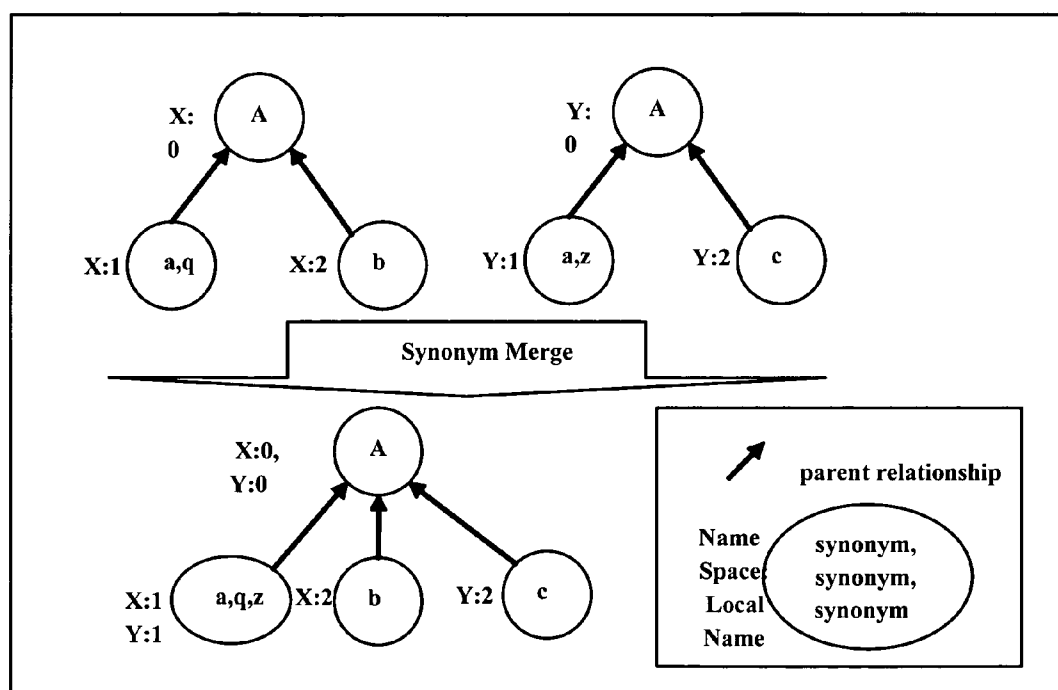 X:
0
A
Y:
0
A
X:1
a,q
X:2
b
Y:1
a,z
Y:2
c
Synonym Merge
X:0,
Y:0
A
X:1
Y:1
a,q,z
X:2
b
Y:2
c
parent relationship
Name
Space:
Local
Name
synonym,
synonym,
synonym